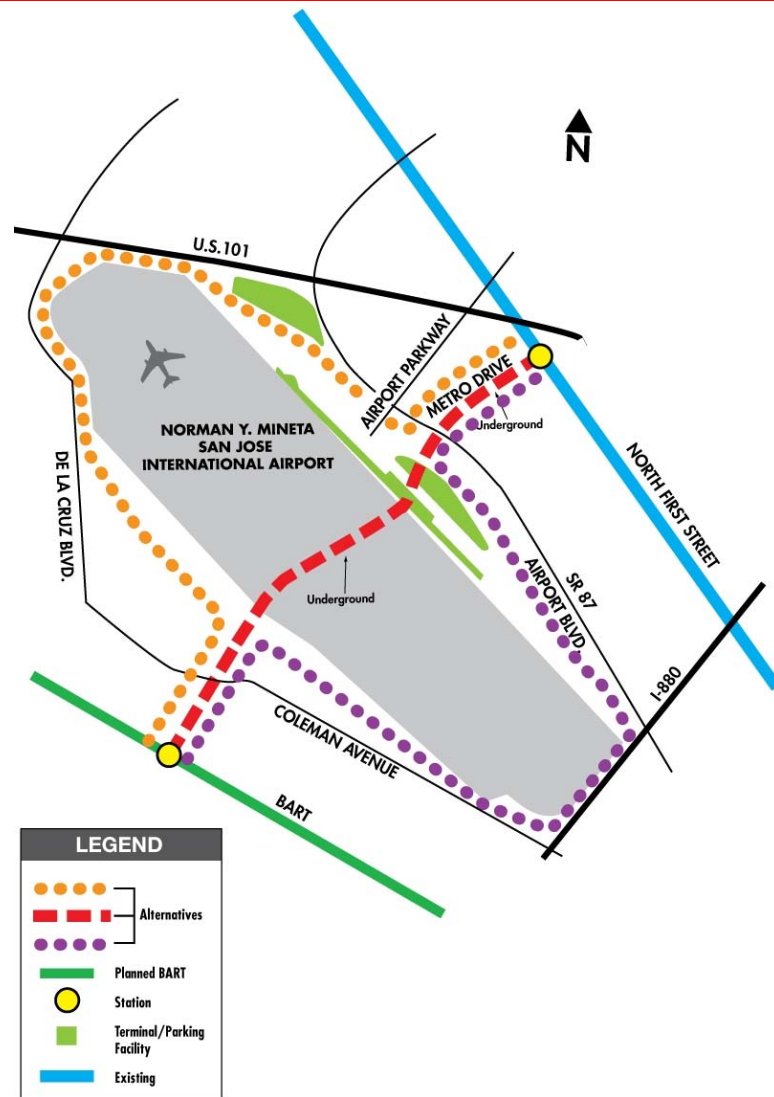 N
U.S.101
AIRPORT PARKWAY
METRO DRIVE
Underground
NORMAN Y. MINETA
SAN JOSE
INTERNATIONAL AIRPORT
DE LA CRUZ BLVD.
NORTH FIRST STREET
SR 87
AIRPORT BLVD.
Underground
I-880
COLEMAN AVENUE
BART
LEGEND
Alternatives
Planned BART
Station
Terminal/Parking
Facility
Existing